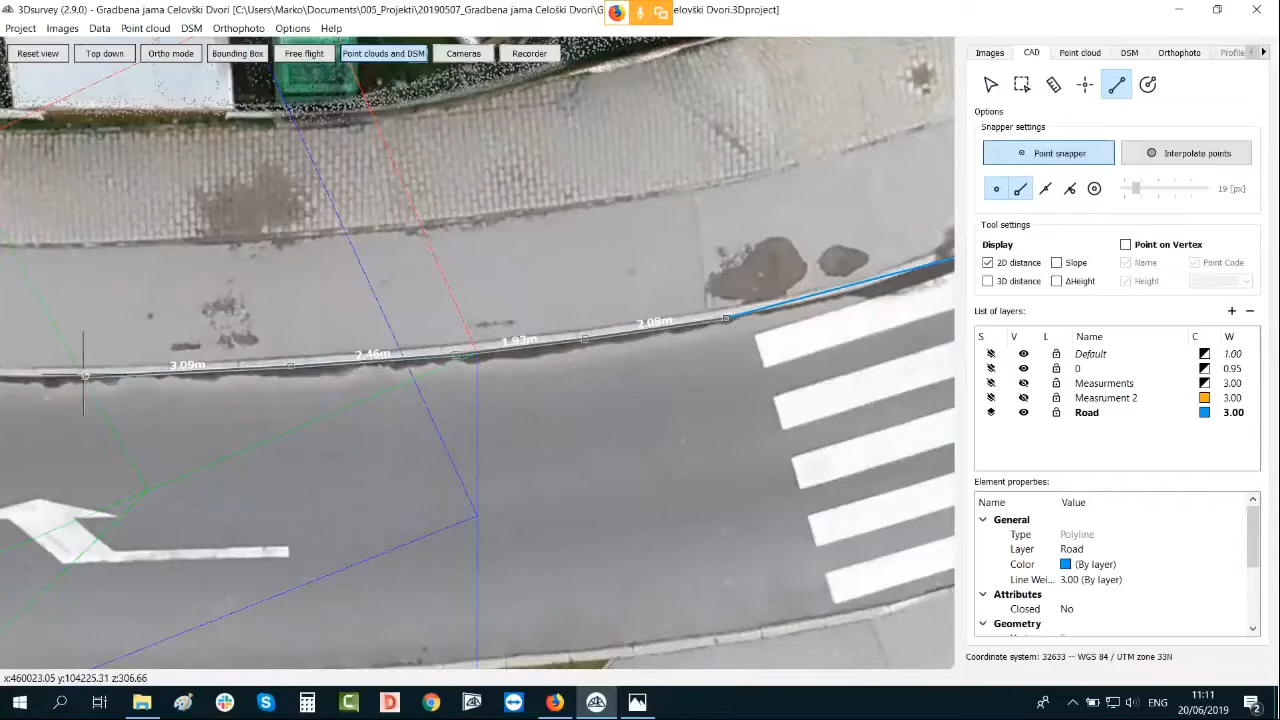 3Dsurvey (2.9.0) - Gradbena jama Celovški Dvori [C:\Users\Marko\Documents\005_Projekti\20190507_Gradbena jama Celoški Dvori\G
elovški Dvori.3Dproject]
Project Images Data Point cloud DSM Orthophoto Options Help
Reset view Top down Ortho mode Bounding Box Free flight Point clouds and DSM Cameras Recorder
Images CAD Point cloud DSM Orthophoto
Options
Snapper settings
Point snapper Interpolate points
19 [px]
Tool settings
Display Point on Vertex
2D distance Slope Name Point Code
3D distance ΔHeight Height
List of layers: + −
S V L Name C W
Default 1.00
0 0.95
Measurments 3.00
Measurment 2 3.00
Road 3.00
3.09m 2.46m 1.93m 2.08m
Element properties:
Name Value
General
Type Polyline
Layer Road
Color (By layer)
Line Wei... 3.00 (By layer)
Attributes
Closed No
Geometry
Coordinate system: 32633 -- WGS 84 / UTM zone 33N
x:460023.05 y:104225.31 z:306.66
ENG
11:11
20/06/2019
2